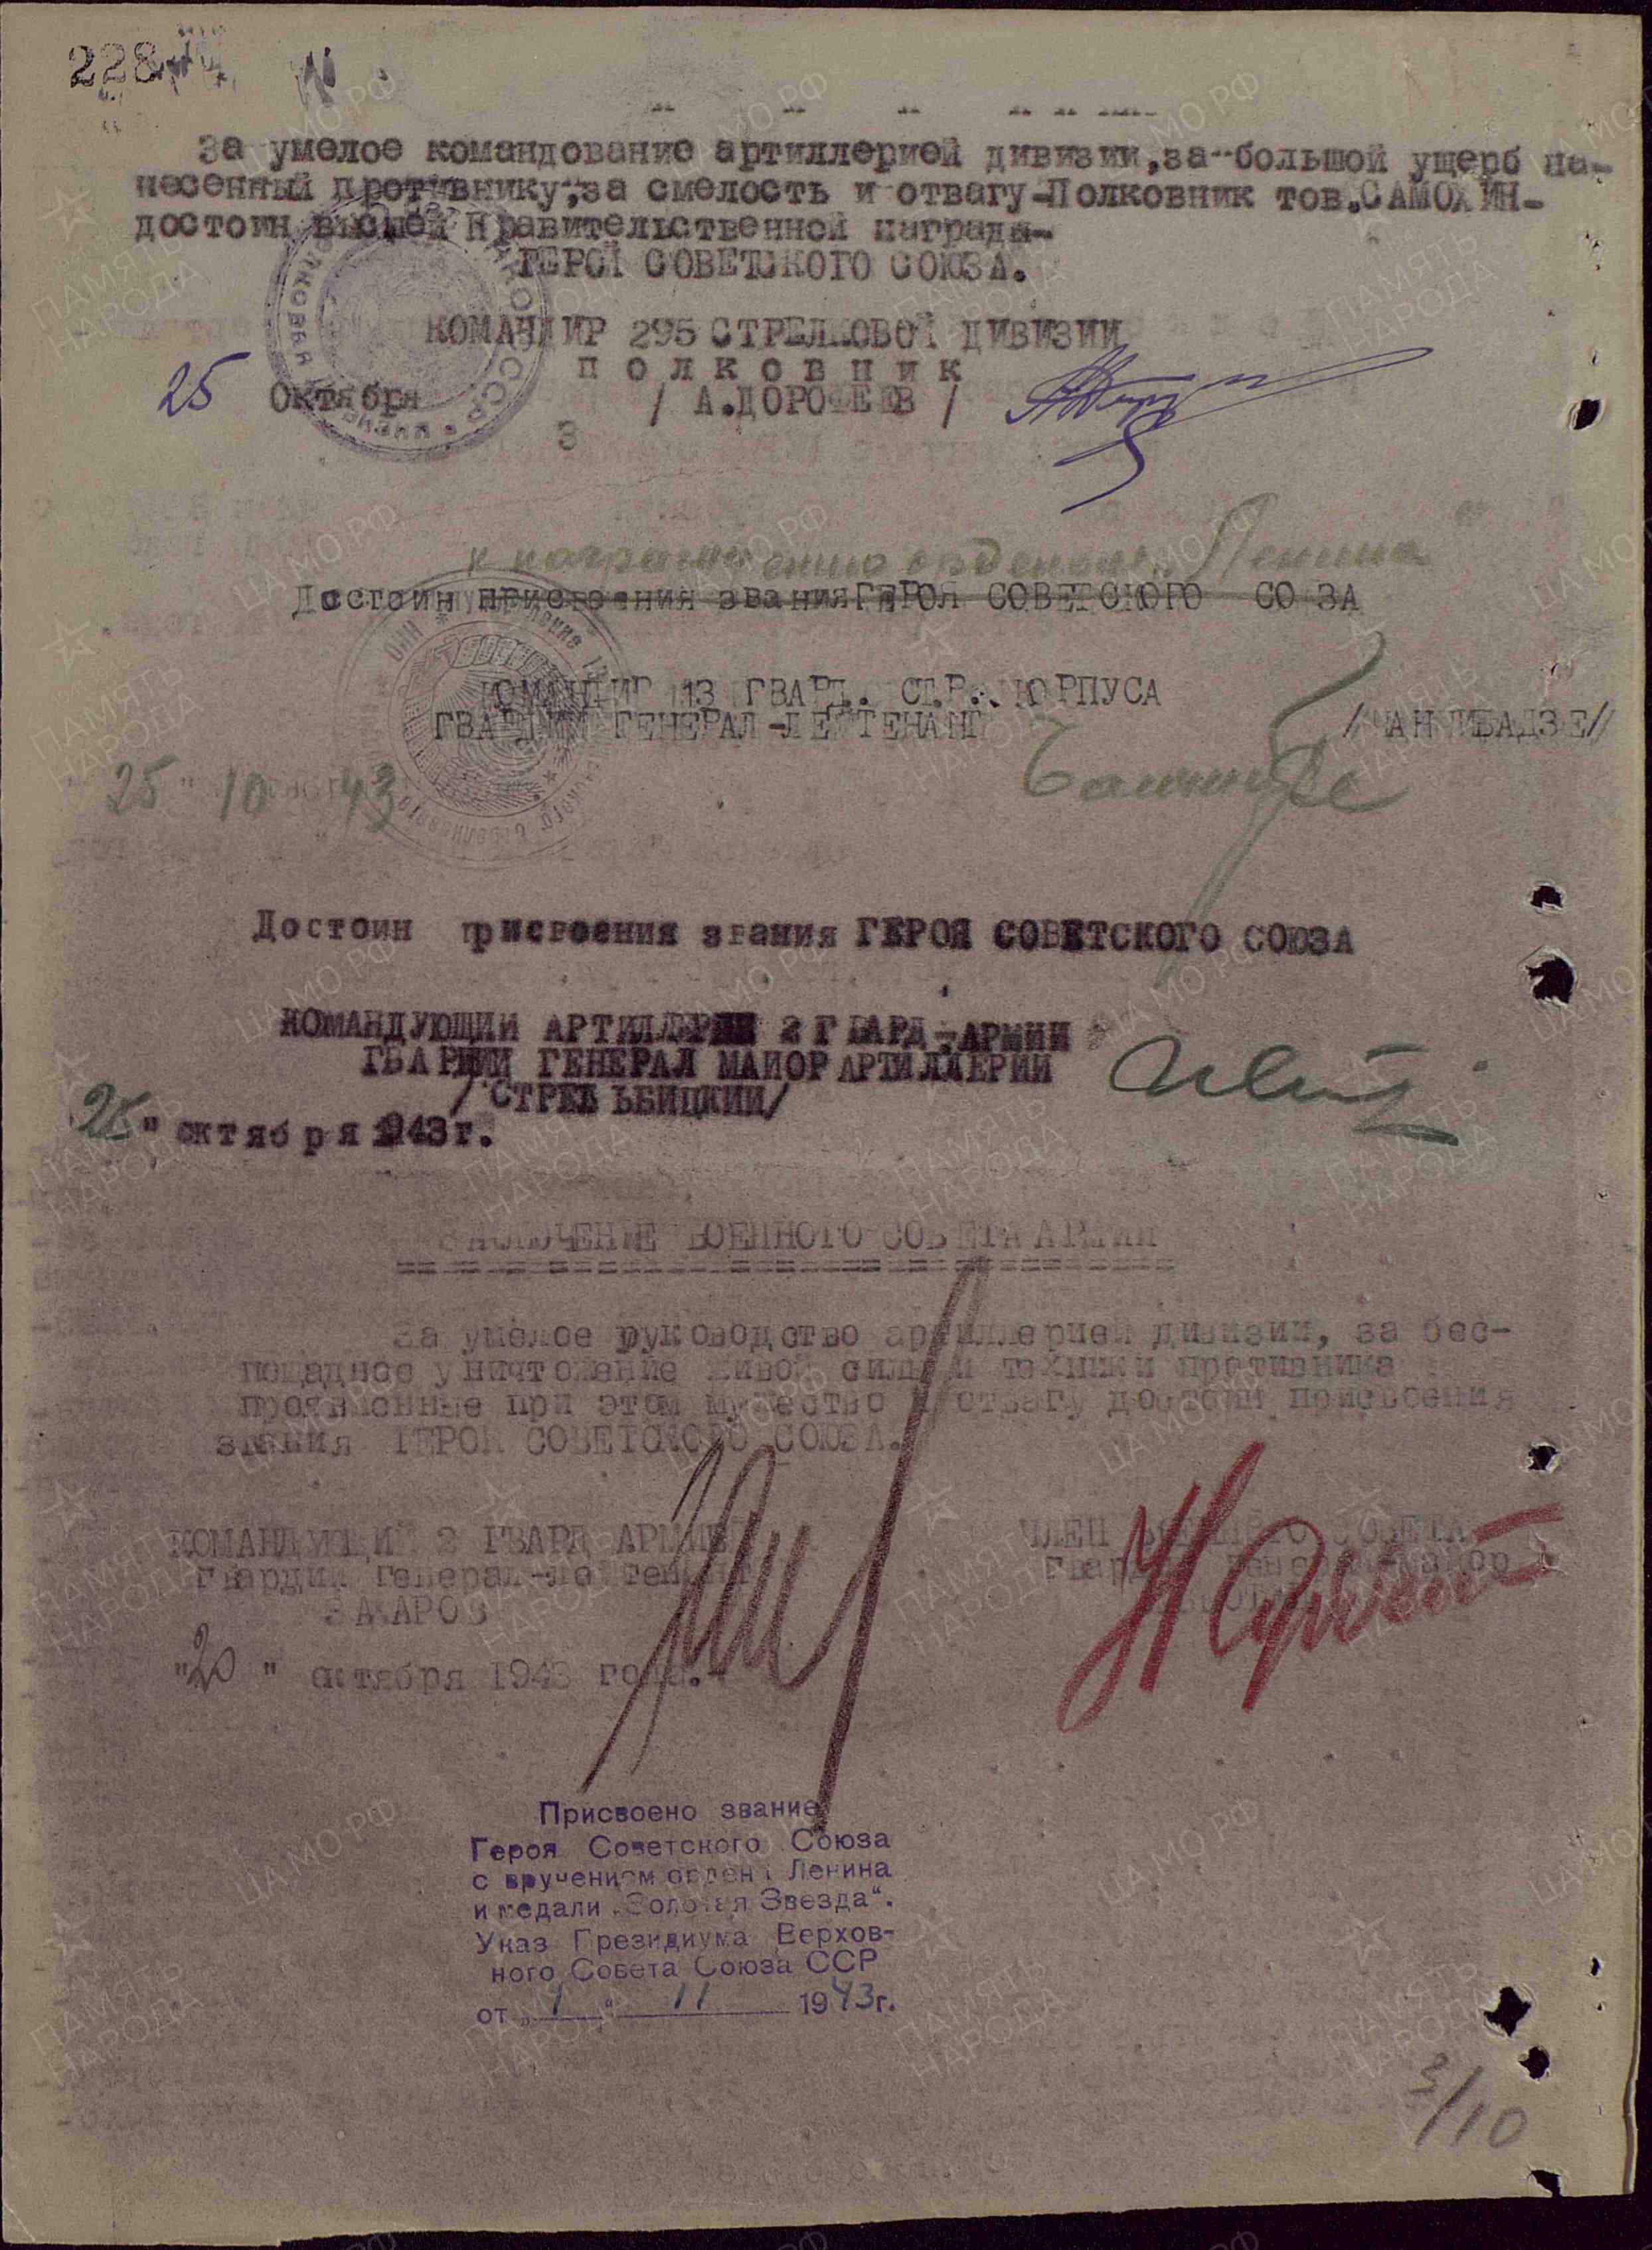 228
За умелое командование артиллерией дивизии, за большой ущерб на-
несенный противнику, за смелость и отвагу-Полковник тов.САМОХИН-
достоин высшей Правительственной награды-
ГЕРОЙ СОВЕТСКОГО СОЮЗА.
КОМАНДИР 295 СТРЕЛКОВОЙ ДИВИЗИИ
полковник
25 Октября / А.ДОРОФЕЕВ /
3
к награждению орденом "Ленина"
Достоин присвоения звания ГЕРОЯ СОВЕТСКОГО СОЮЗА
КОМАНДИР 13 ГВАРД. СТР. КОРПУСА
ГВАРДИИ ГЕНЕРАЛ-ЛЕЙТЕНАНТ /ЧАНЧИБАДЗЕ/
25 " 10 43
Достоин присвоения звания ГЕРОЯ СОВЕТСКОГО СОЮЗА
КОМАНДУЮЩИЙ АРТИЛЛЕРИИ 2 ГВАРД-АРМИИ
ГВАРДИИ ГЕНЕРАЛ МАЙОР АРТИЛЛЕРИИ
/СТРЕЛЬБИЦКИЙ/
25" октября 1943 г.
ЗАКЛЮЧЕНИЕ ВОЕННОГО СОВЕТА АРМИИ
За умелое руководство артиллерией дивизии, за бес-
пощадное уничтожение живой силы и техники противника
проявленные при этом мужество и отвагу достоин присвоения
звания ГЕРОЯ СОВЕТСКОГО СОЮЗА.
КОМАНДУЮЩИЙ 2 ГВАРД АРМИЕЙ ЧЛЕН ВОЕННОГО СОВЕТА
Гвардии Генерал-лейтенант Гвардии Генерал-майор
ЗАХАРОВ
"20" октября 1943 года.
Присвоено звание
Героя Советского Союза
с вручением ордена Ленина
и медали „Золотая Звезда“.
Указ Президиума Верхов-
ного Совета Союза ССР
от „1“ 11 1943г.
3/10